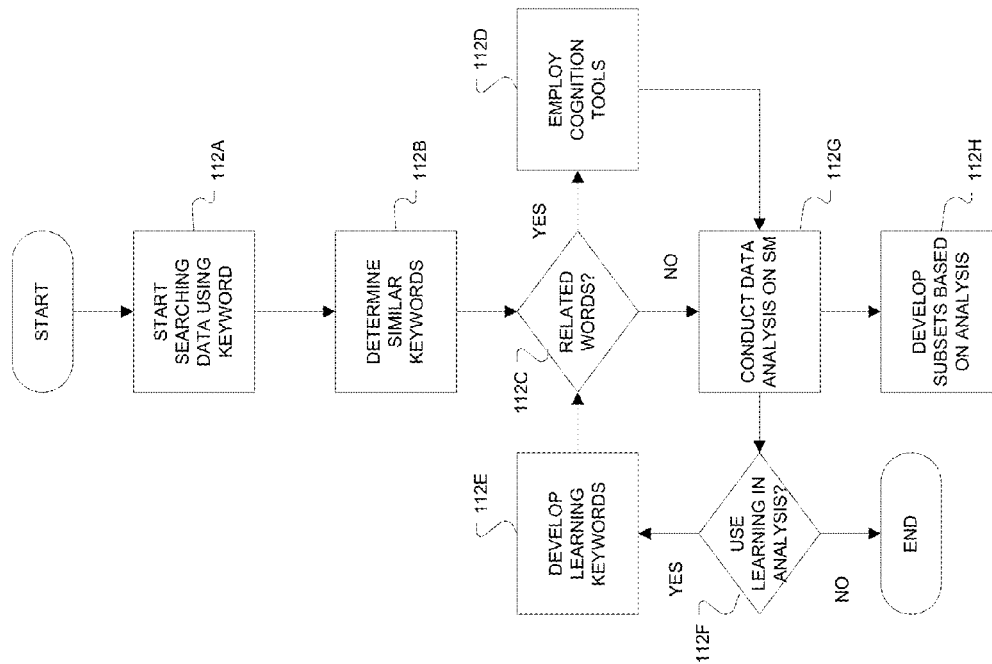 START
112A
START
SEARCHING
DATA USING
KEYWORD
112B
DETERMINE
SIMILAR
KEYWORDS
112C
RELATED
WORDS?
YES
NO
112D
EMPLOY
COGNITION
TOOLS
112E
DEVELOP
LEARNING
KEYWORDS
112G
CONDUCT DATA
ANALYSIS ON SM
112F
USE
LEARNING IN
ANALYSIS?
YES
NO
112H
DEVELOP
SUBSETS BASED
ON ANALYSIS
END